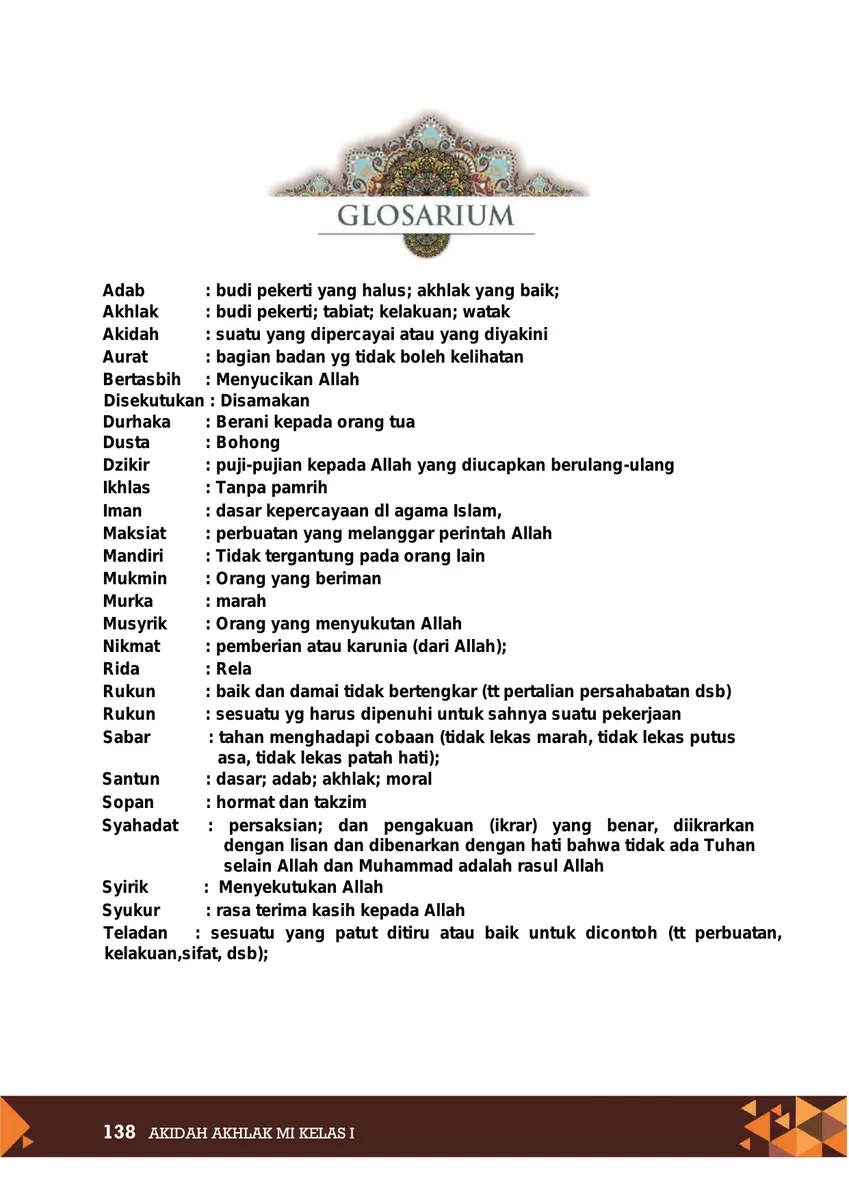 GLOSARIUM
Adab : budi pekerti yang halus; akhlak yang baik;
Akhlak : budi pekerti; tabiat; kelakuan; watak
Akidah : suatu yang dipercayai atau yang diyakini
Aurat : bagian badan yg tidak boleh kelihatan
Bertasbih : Menyucikan Allah
Disekutukan : Disamakan
Durhaka : Berani kepada orang tua
Dusta : Bohong
Dzikir : puji-pujian kepada Allah yang diucapkan berulang-ulang
Ikhlas : Tanpa pamrih
Iman : dasar kepercayaan dl agama Islam,
Maksiat : perbuatan yang melanggar perintah Allah
Mandiri : Tidak tergantung pada orang lain
Mukmin : Orang yang beriman
Murka : marah
Musyrik : Orang yang menyukutan Allah
Nikmat : pemberian atau karunia (dari Allah);
Rida : Rela
Rukun : baik dan damai tidak bertengkar (tt pertalian persahabatan dsb)
Rukun : sesuatu yg harus dipenuhi untuk sahnya suatu pekerjaan
Sabar : tahan menghadapi cobaan (tidak lekas marah, tidak lekas putus
asa, tidak lekas patah hati);
Santun : dasar; adab; akhlak; moral
Sopan : hormat dan takzim
Syahadat : persaksian; dan pengakuan (ikrar) yang benar, diikrarkan
dengan lisan dan dibenarkan dengan hati bahwa tidak ada Tuhan
selain Allah dan Muhammad adalah rasul Allah
Syirik : Menyekutukan Allah
Syukur : rasa terima kasih kepada Allah
Teladan : sesuatu yang patut ditiru atau baik untuk dicontoh (tt perbuatan,
kelakuan,sifat, dsb);
138 AKIDAH AKHLAK MI KELAS I